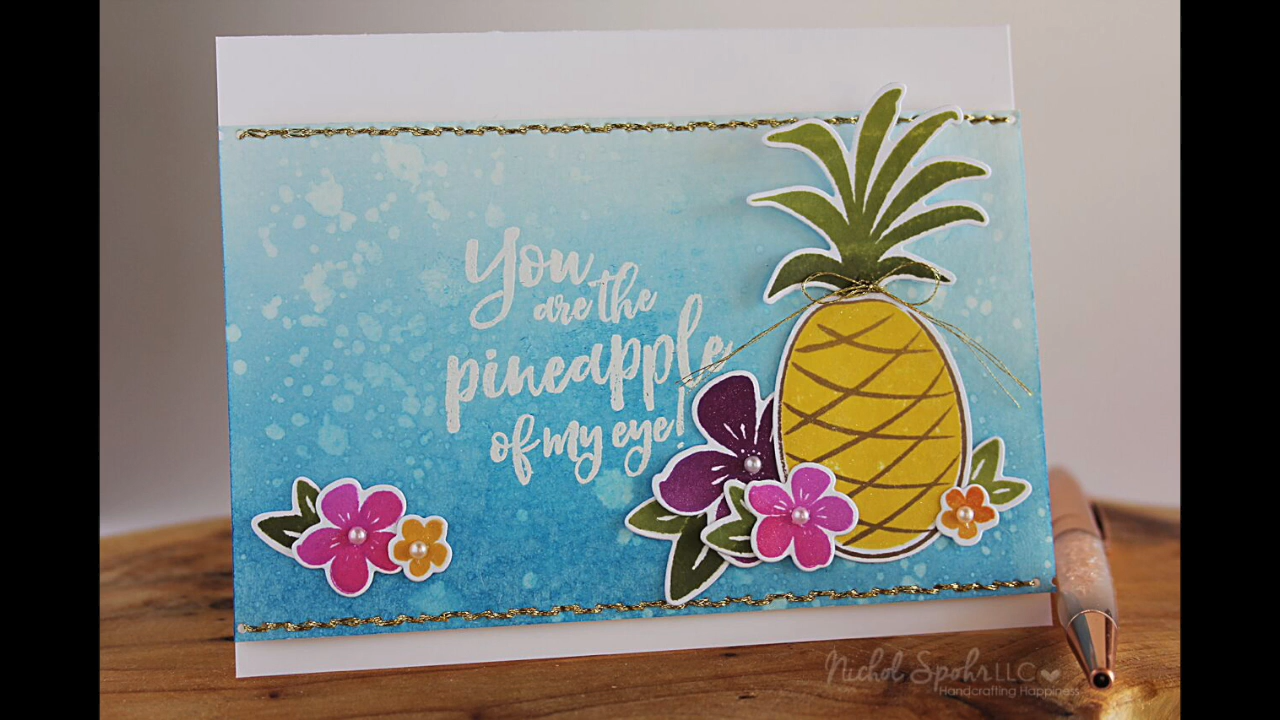 You
are the
pineapple
of my eye!
Nichol Spohr LLC
Handcrafting Happiness